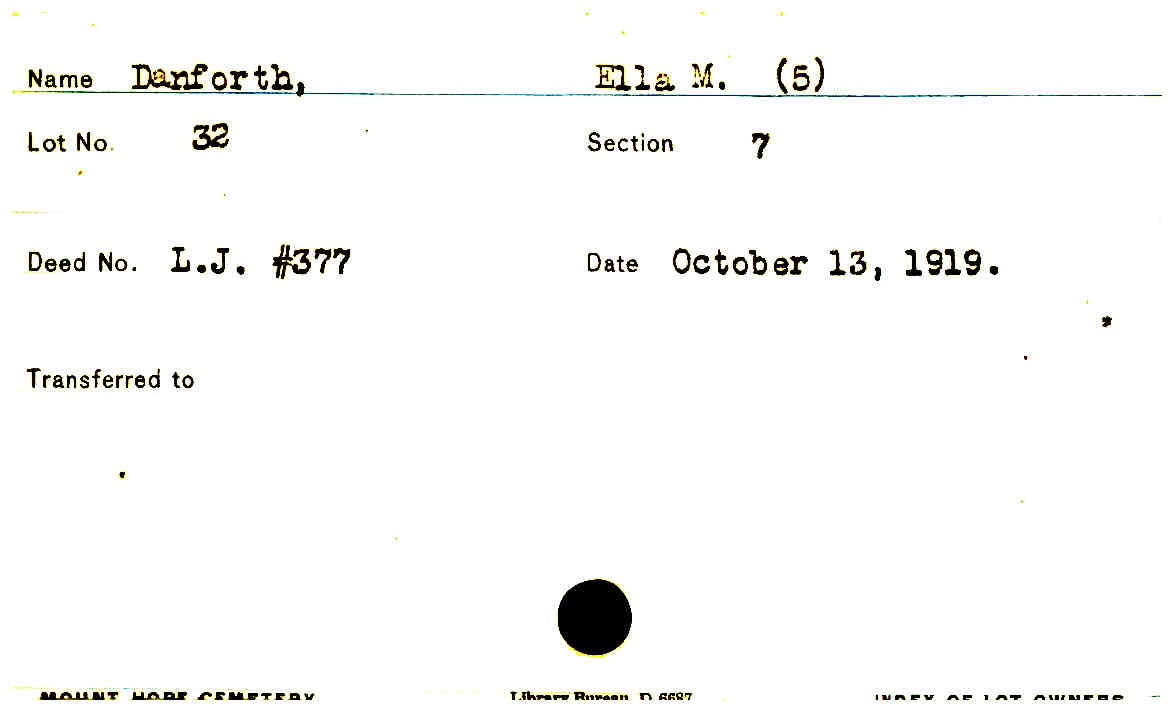 Name Danforth, Ella M. (5)
Lot No. 32 Section 7
Deed No. L.J. #377 Date October 13, 1919.
Transferred to
MOUNT HOPE CEMETERY Library Bureau D 6687 INDEX OF LOT OWNERS